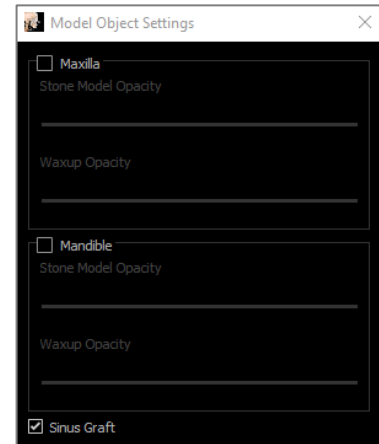 Model Object Settings
Maxilla
Stone Model Opacity
Waxup Opacity
Mandible
Stone Model Opacity
Waxup Opacity
Sinus Graft